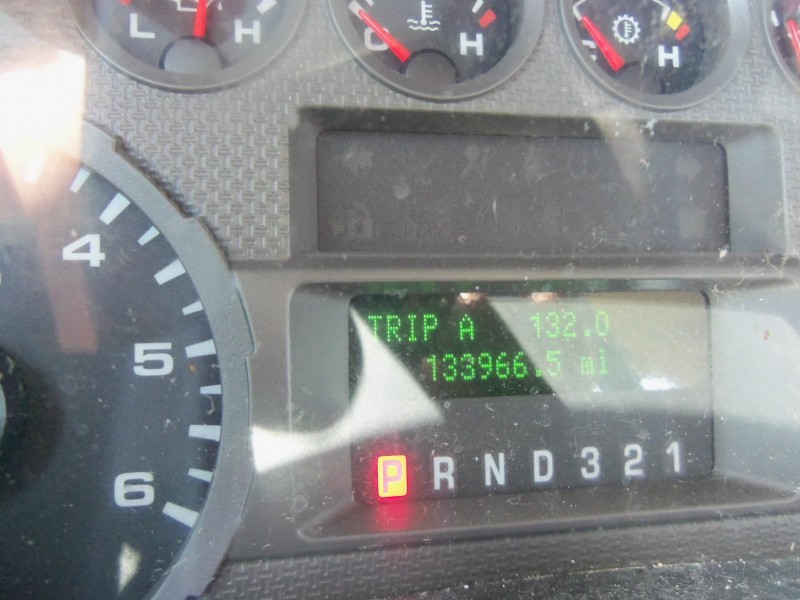 L H
C H
H
4
5
6
TRIP A 132.0
133966.5 mi
P R N D 3 2 1